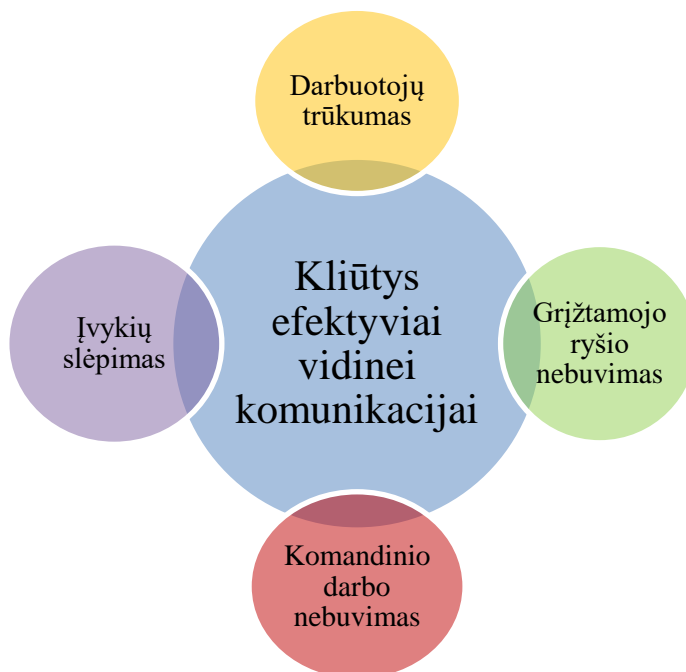 Darbuotojų
trūkumas
Kliūtys
efektyviai
vidinei
komunikacijai
Įvykių
slėpimas
Grįžtamojo
ryšio
nebuvimas
Komandinio
darbo
nebuvimas